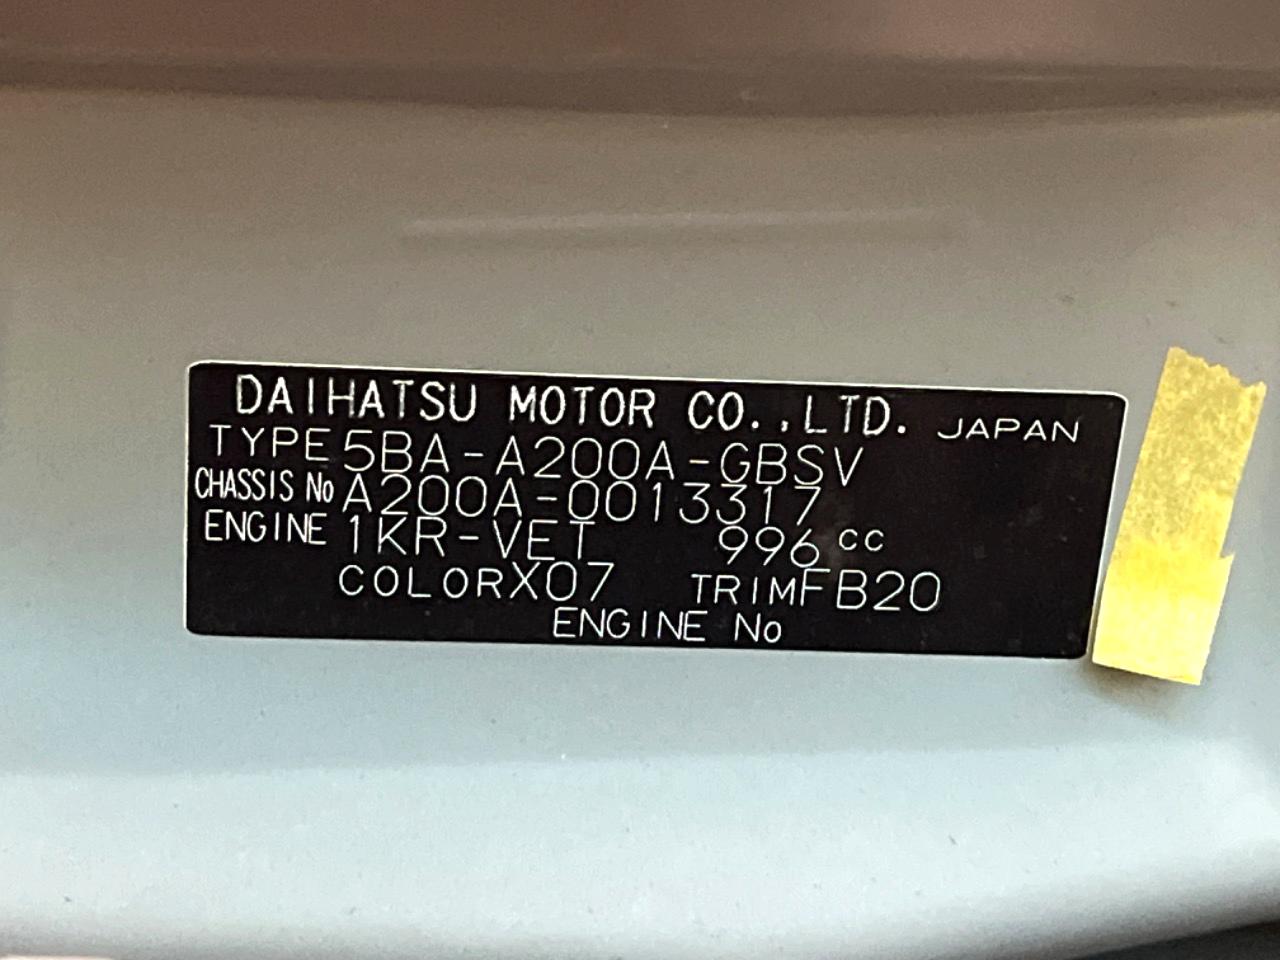 DAIHATSU MOTOR CO.,LTD. JAPAN
TYPE 5BA-A200A-GBSV
CHASSIS No A200A-0013317
ENGINE 1KR-VET 996 cc
COLOR X07 TRIM FB20
ENGINE No